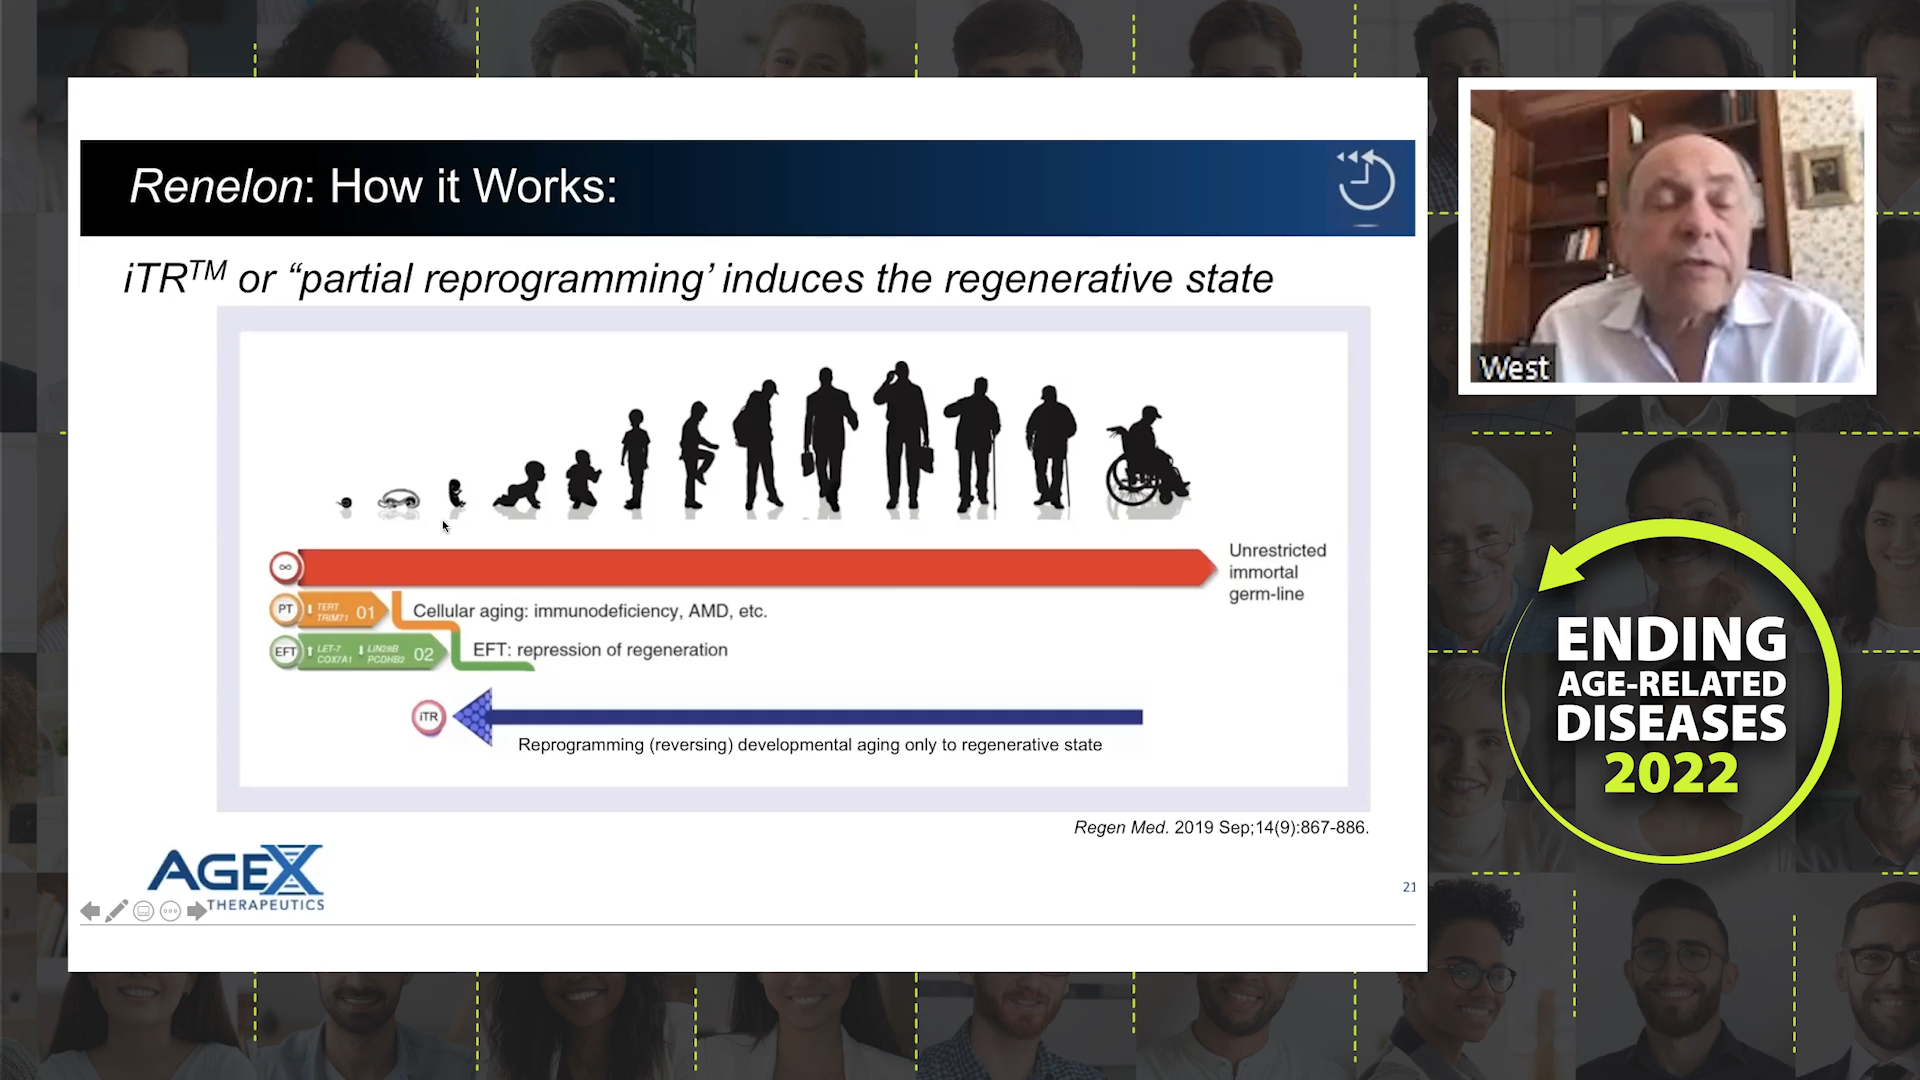 Renelon: How it Works:
iTR™ or “partial reprogramming’ induces the regenerative state
∞
Unrestricted
immortal
germ-line
PT
⬇ TERT
TRIM71
01
Cellular aging: immunodeficiency, AMD, etc.
EFT
⬆ LET-7
COX7A1
⬇ LIN28B
PCDHB2
02
EFT: repression of regeneration
iTR
Reprogramming (reversing) developmental aging only to regenerative state
Regen Med. 2019 Sep;14(9):867-886.
AGEX
THERAPEUTICS
21
West
ENDING
AGE-RELATED
DISEASES
2022